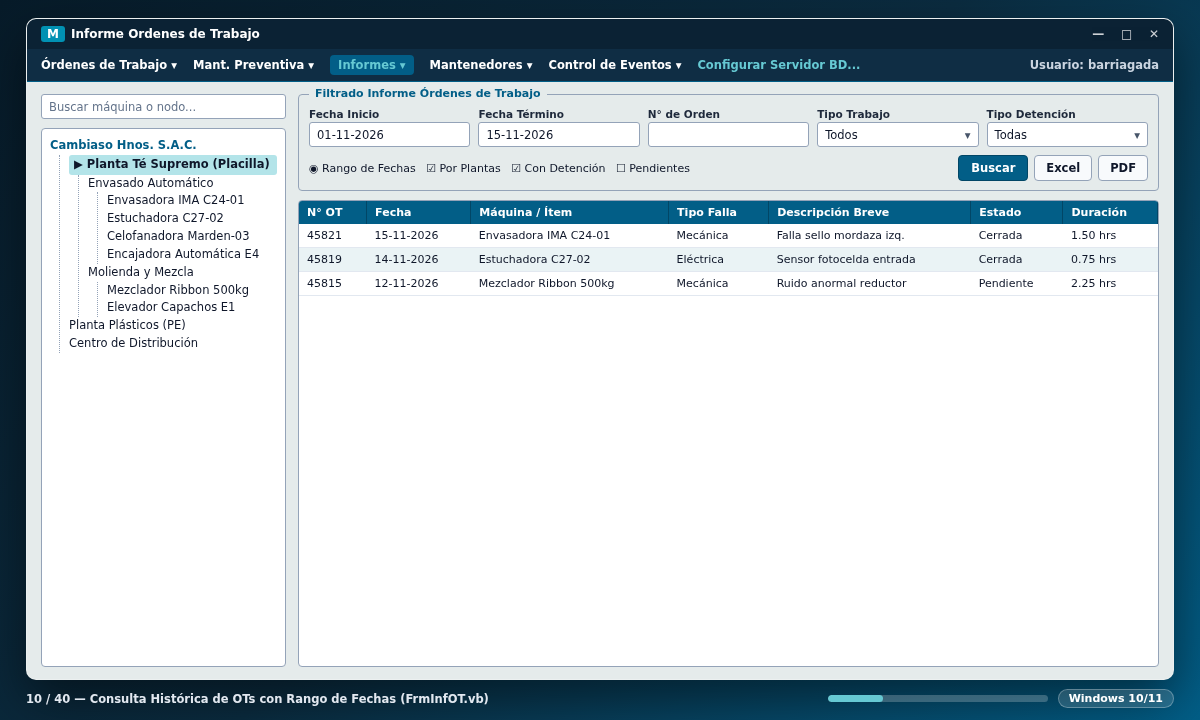 M Informe Ordenes de Trabajo — □ ✕
Órdenes de Trabajo ▾ Mant. Preventiva ▾ Informes ▾ Mantenedores ▾ Control de Eventos ▾ Configurar Servidor BD... Usuario: barriagada
Buscar máquina o nodo...
Cambiaso Hnos. S.A.C.
▶ Planta Té Supremo (Placilla)
Envasado Automático
Envasadora IMA C24-01
Estuchadora C27-02
Celofanadora Marden-03
Encajadora Automática E4
Molienda y Mezcla
Mezclador Ribbon 500kg
Elevador Capachos E1
Planta Plásticos (PE)
Centro de Distribución
Filtrado Informe Órdenes de Trabajo
Fecha Inicio Fecha Término N° de Orden Tipo Trabajo Tipo Detención
01-11-2026 15-11-2026 Todos ▾ Todas ▾
◉ Rango de Fechas ☑ Por Plantas ☑ Con Detención ☐ Pendientes Buscar Excel PDF
N° OT Fecha Máquina / Ítem Tipo Falla Descripción Breve Estado Duración
45821 15-11-2026 Envasadora IMA C24-01 Mecánica Falla sello mordaza izq. Cerrada 1.50 hrs
45819 14-11-2026 Estuchadora C27-02 Eléctrica Sensor fotocelda entrada Cerrada 0.75 hrs
45815 12-11-2026 Mezclador Ribbon 500kg Mecánica Ruido anormal reductor Pendiente 2.25 hrs
10 / 40 — Consulta Histórica de OTs con Rango de Fechas (FrmInfOT.vb) Windows 10/11